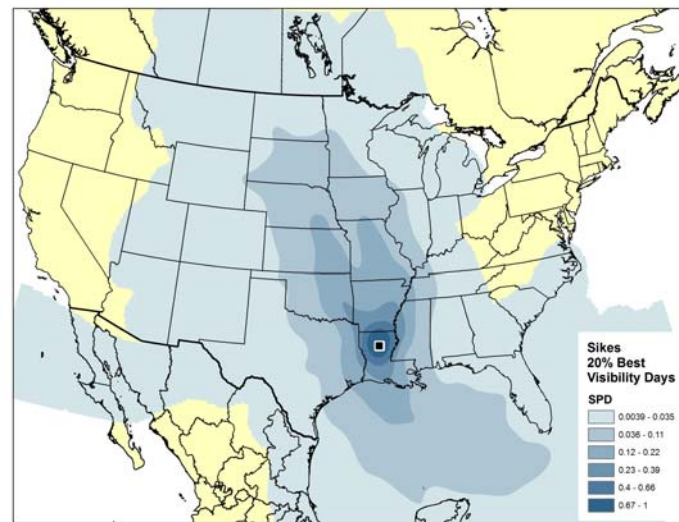 Sikes
20% Best
Visibility Days
SPD
0.0039 - 0.035
0.036 - 0.11
0.12 - 0.22
0.23 - 0.39
0.4 - 0.66
0.67 - 1